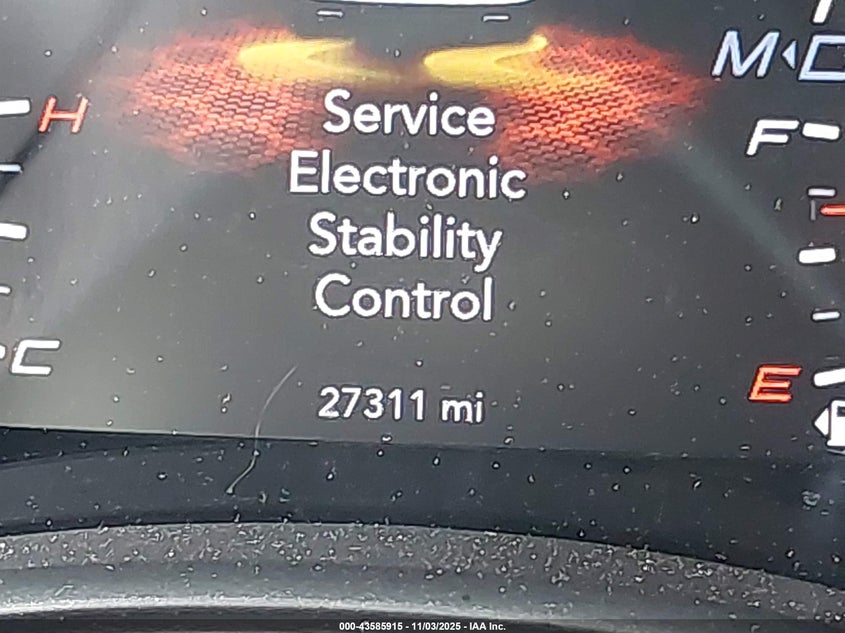 Service
Electronic
Stability
Control
27311 mi
H
C
M
F
E
000-43585915 - 11/03/2025 - IAA Inc.